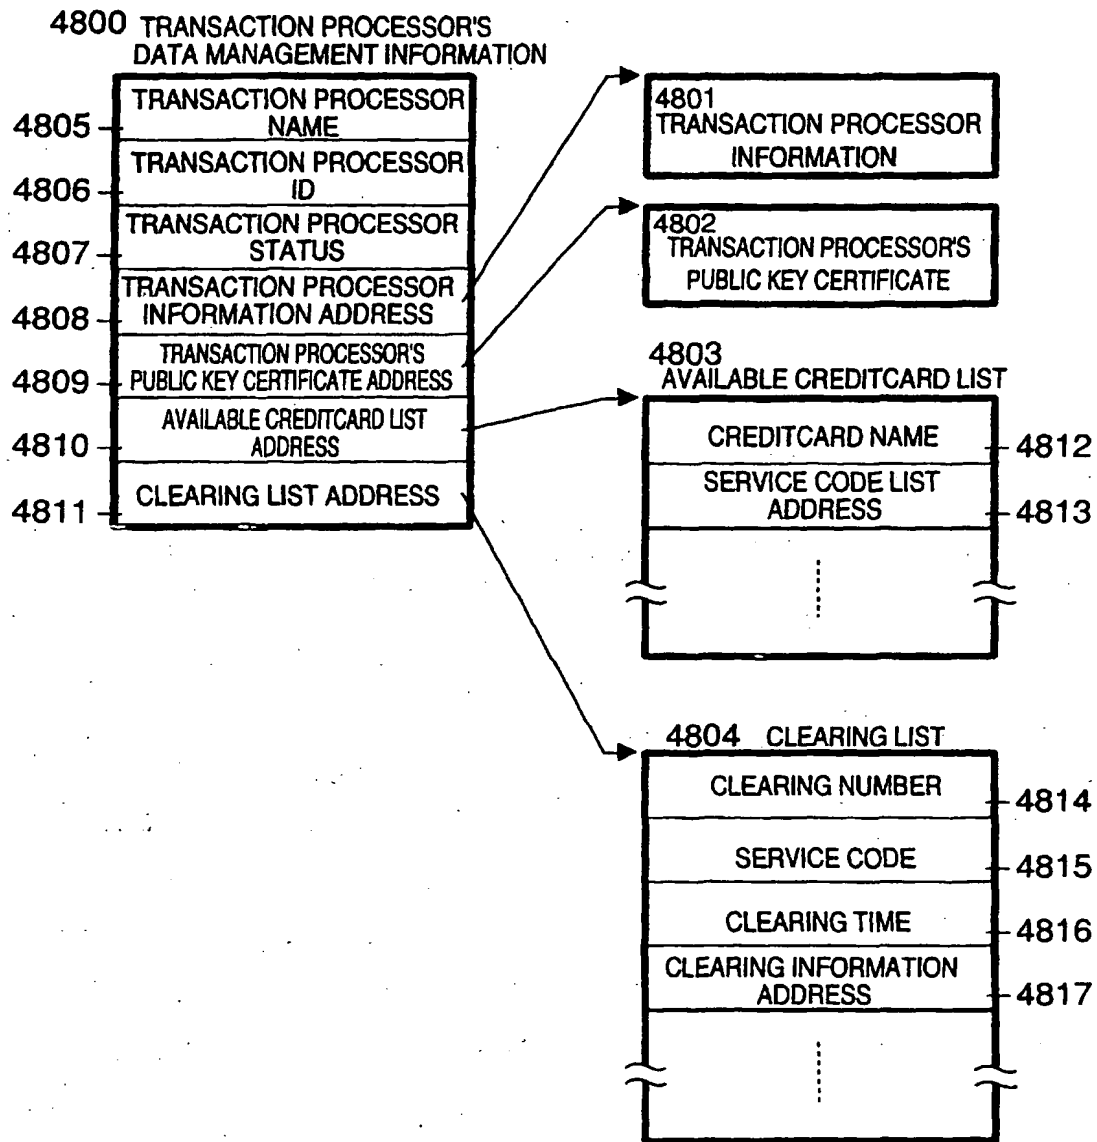 4800 TRANSACTION PROCESSOR'S
DATA MANAGEMENT INFORMATION
4805
TRANSACTION PROCESSOR
NAME
4806
TRANSACTION PROCESSOR
ID
4807
TRANSACTION PROCESSOR
STATUS
4808
TRANSACTION PROCESSOR
INFORMATION ADDRESS
4809
TRANSACTION PROCESSOR'S
PUBLIC KEY CERTIFICATE ADDRESS
4810
AVAILABLE CREDITCARD LIST
ADDRESS
4811
CLEARING LIST ADDRESS
4801
TRANSACTION PROCESSOR
INFORMATION
4802
TRANSACTION PROCESSOR'S
PUBLIC KEY CERTIFICATE
4803
AVAILABLE CREDITCARD LIST
CREDITCARD NAME
4812
SERVICE CODE LIST
ADDRESS
4813
4804 CLEARING LIST
CLEARING NUMBER
4814
SERVICE CODE
4815
CLEARING TIME
4816
CLEARING INFORMATION
ADDRESS
4817